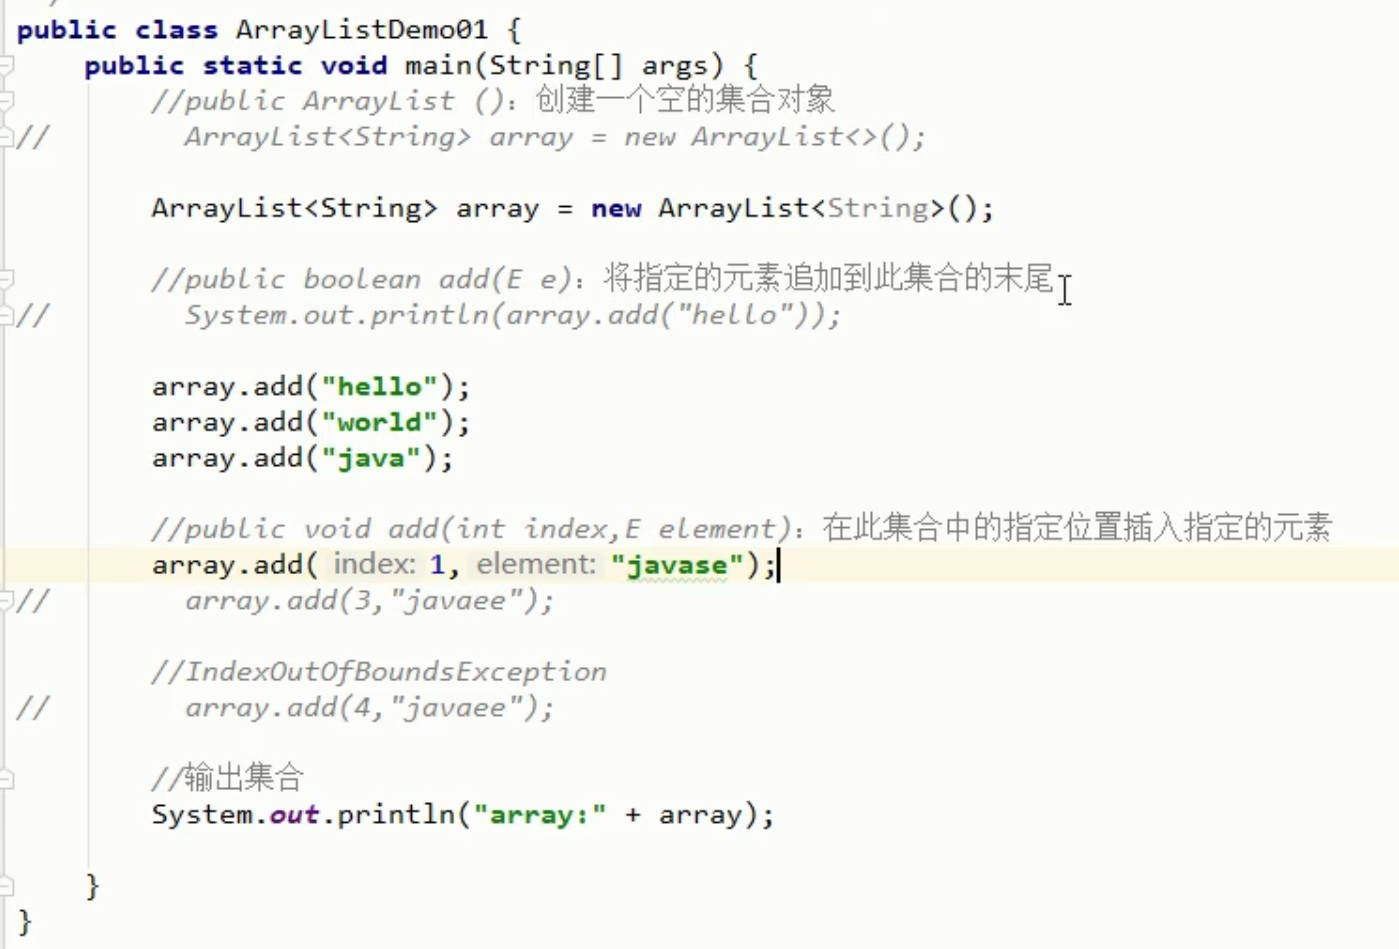 public class ArrayListDemo01 {
public static void main(String[] args) {
//public ArrayList (): 创建一个空的集合对象
// ArrayList<String> array = new ArrayList<>();
ArrayList<String> array = new ArrayList<String>();
//public boolean add(E e): 将指定的元素追加到此集合的末尾
// System.out.println(array.add("hello"));
array.add("hello");
array.add("world");
array.add("java");
//public void add(int index,E element): 在此集合中的指定位置插入指定的元素
array.add( index: 1, element: "javase");
// array.add(3,"javaee");
//IndexOutOfBoundsException
// array.add(4,"javaee");
//输出集合
System.out.println("array:" + array);
}
}